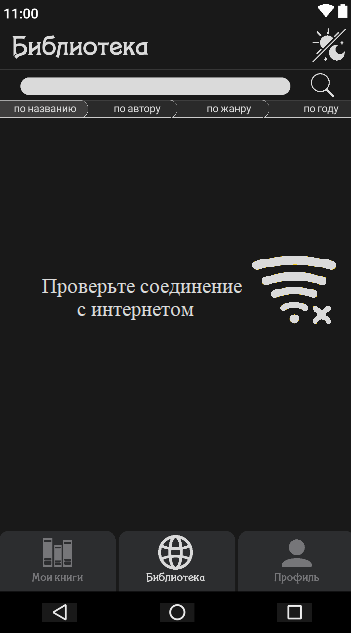 11:00
Библиотека
по названию по автору по жанру по году
Проверьте соединение
с интернетом
Мои книги Библиотека Профиль